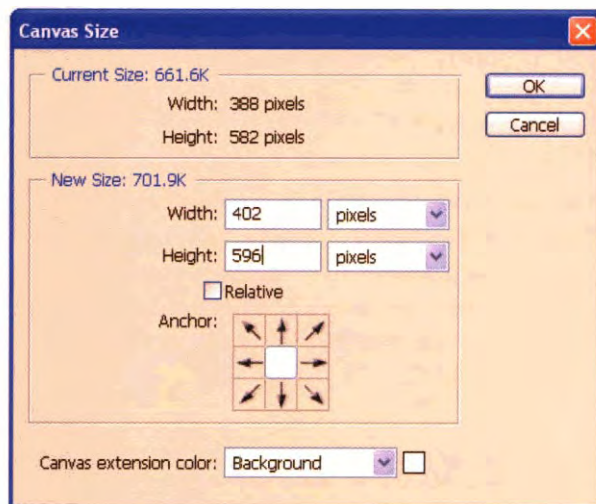 Canvas Size
Current Size: 661.6K
Width: 388 pixels
Height: 582 pixels
OK
Cancel
New Size: 701.9K
Width: 402 pixels
Height: 596 pixels
Relative
Anchor:
Canvas extension color: Background